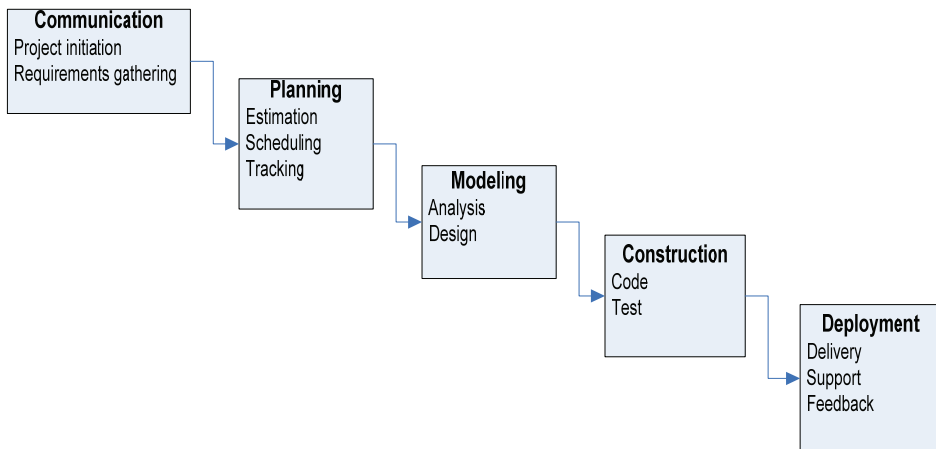 Communication
Project initiation
Requirements gathering
Planning
Estimation
Scheduling
Tracking
Modeling
Analysis
Design
Construction
Code
Test
Deployment
Delivery
Support
Feedback